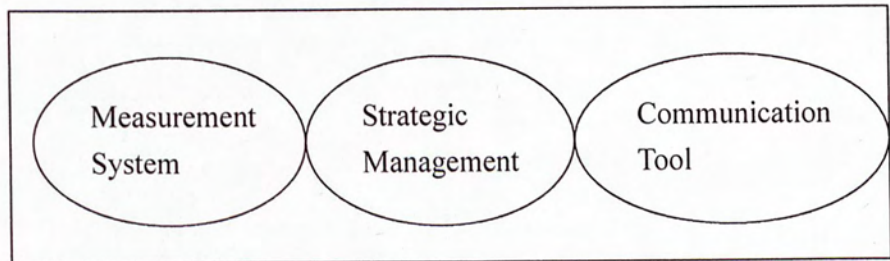 Measurement
System
Strategic
Management
Communication
Tool